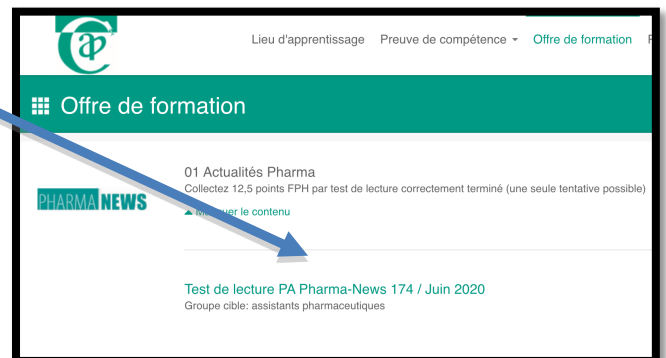 Lieu d'apprentissage Preuve de compétence Offre de formation
Offre de formation
01 Actualités Pharma
Collectez 12,5 points FPH par test de lecture correctement terminé (une seule tentative possible)
PHARMA NEWS
le contenu
Test de lecture PA Pharma-News 174 / Juin 2020
Groupe cible: assistants pharmaceutiques